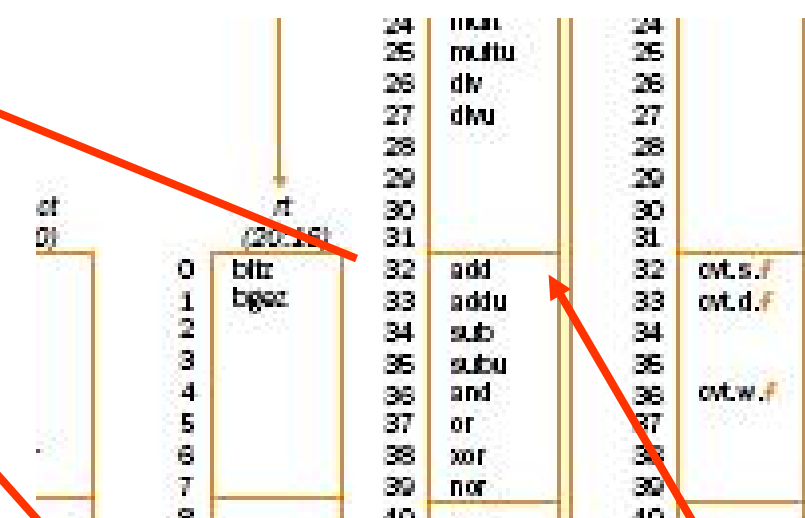 24 24
25 multu 25
26 div 26
27 divu 27
28 28
29 29
rt 30 30
(20:16) 31 31
0 bltz 32 add 32 cvt.s.f
1 bgez 33 addu 33 cvt.d.f
2 34 sub 34
3 35 subu 35
4 36 and 36 cvt.w.f
5 37 or 37
6 38 xor 38
7 39 nor 39